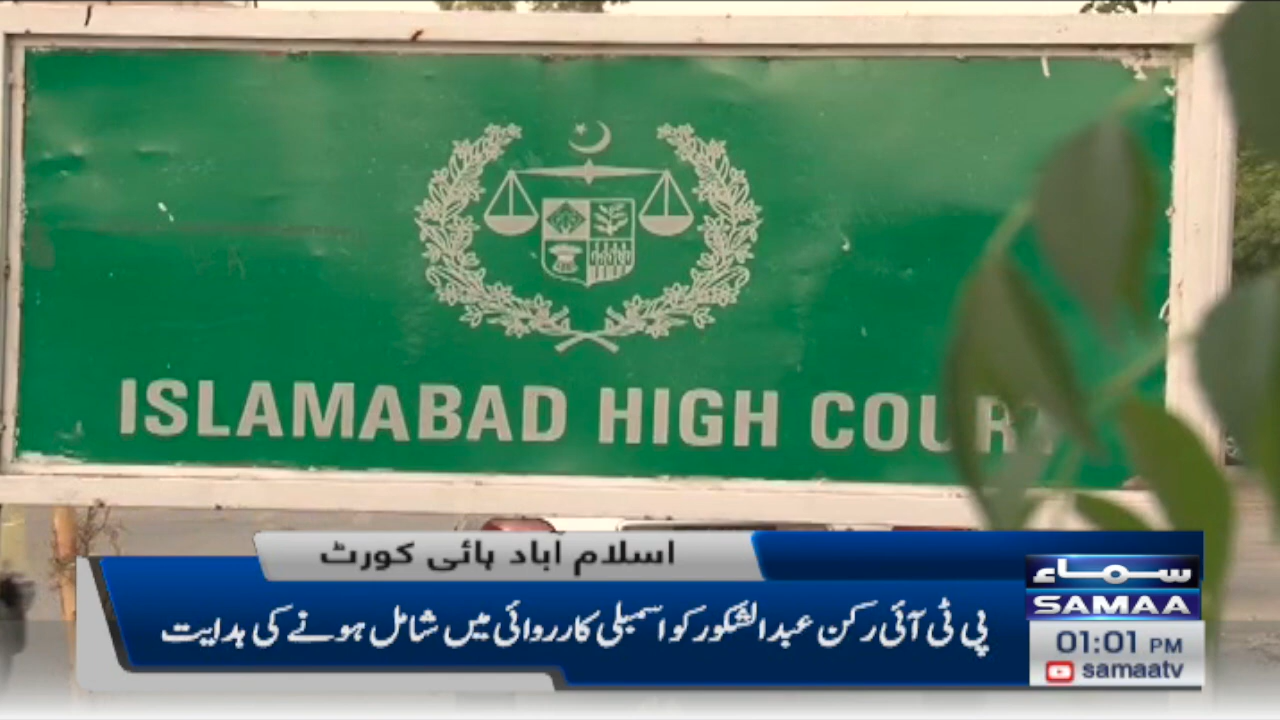 ISLAMABAD HIGH COURT
اسلام اباد ہائی کورٹ
پی ٹی آئی رکن عبدالشکور کو اسمبلی کارروائی میں شامل ہونے کی ہدایت
سماء
SAMAA
01:01 PM
samaatv